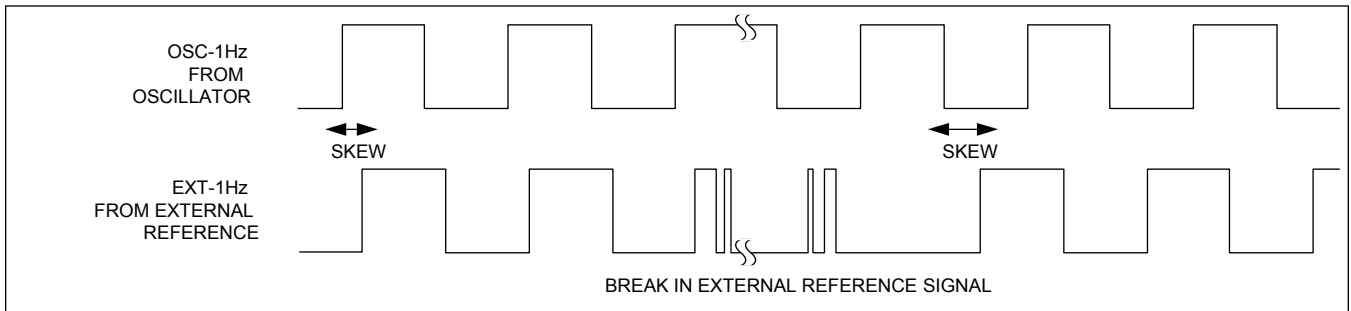 OSC-1Hz
FROM
OSCILLATOR
SKEW
SKEW
EXT-1Hz
FROM EXTERNAL
REFERENCE
BREAK IN EXTERNAL REFERENCE SIGNAL